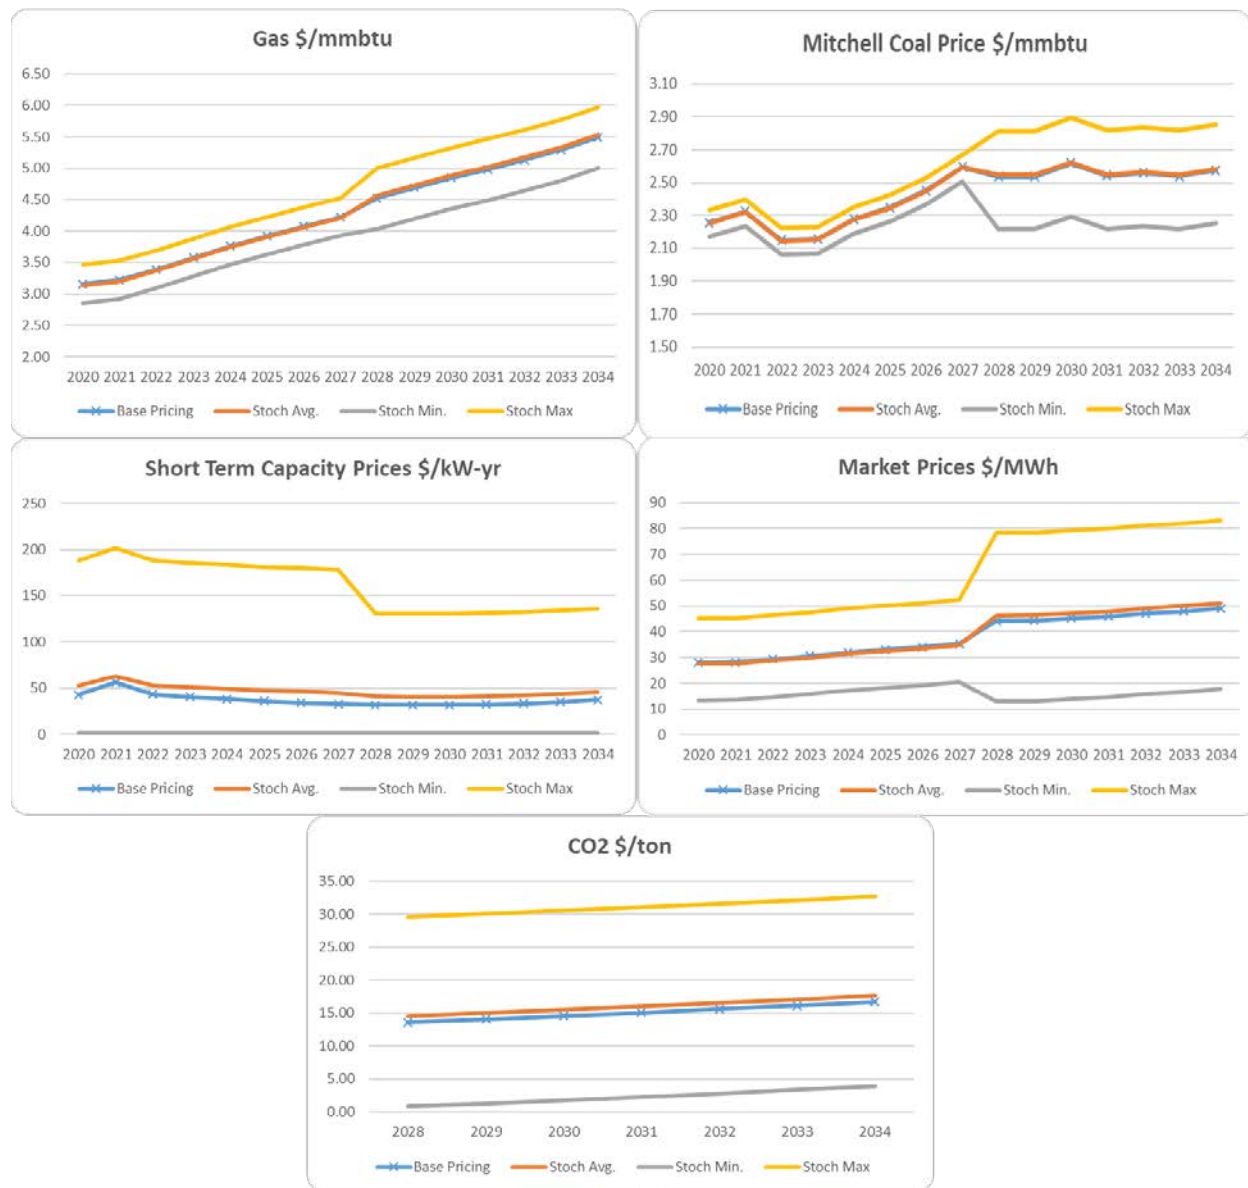 Gas $/mmbtu
6.50
6.00
5.50
5.00
4.50
4.00
3.50
3.00
2.50
2.00
2020 2021 2022 2023 2024 2025 2026 2027 2028 2029 2030 2031 2032 2033 2034
Base Pricing Stoch Avg. Stoch Min. Stoch Max
Mitchell Coal Price $/mmbtu
3.10
2.90
2.70
2.50
2.30
2.10
1.90
1.70
1.50
2020 2021 2022 2023 2024 2025 2026 2027 2028 2029 2030 2031 2032 2033 2034
Base Pricing Stoch Avg. Stoch Min. Stoch Max
Short Term Capacity Prices $/kW-yr
250
200
150
100
50
0
2020 2021 2022 2023 2024 2025 2026 2027 2028 2029 2030 2031 2032 2033 2034
Base Pricing Stoch Avg. Stoch Min. Stoch Max
Market Prices $/MWh
90
80
70
60
50
40
30
20
10
0
2020 2021 2022 2023 2024 2025 2026 2027 2028 2029 2030 2031 2032 2033 2034
Base Pricing Stoch Avg. Stoch Min. Stoch Max
CO2 $/ton
35.00
30.00
25.00
20.00
15.00
10.00
5.00
0.00
2028 2029 2030 2031 2032 2033 2034
Base Pricing Stoch Avg. Stoch Min. Stoch Max